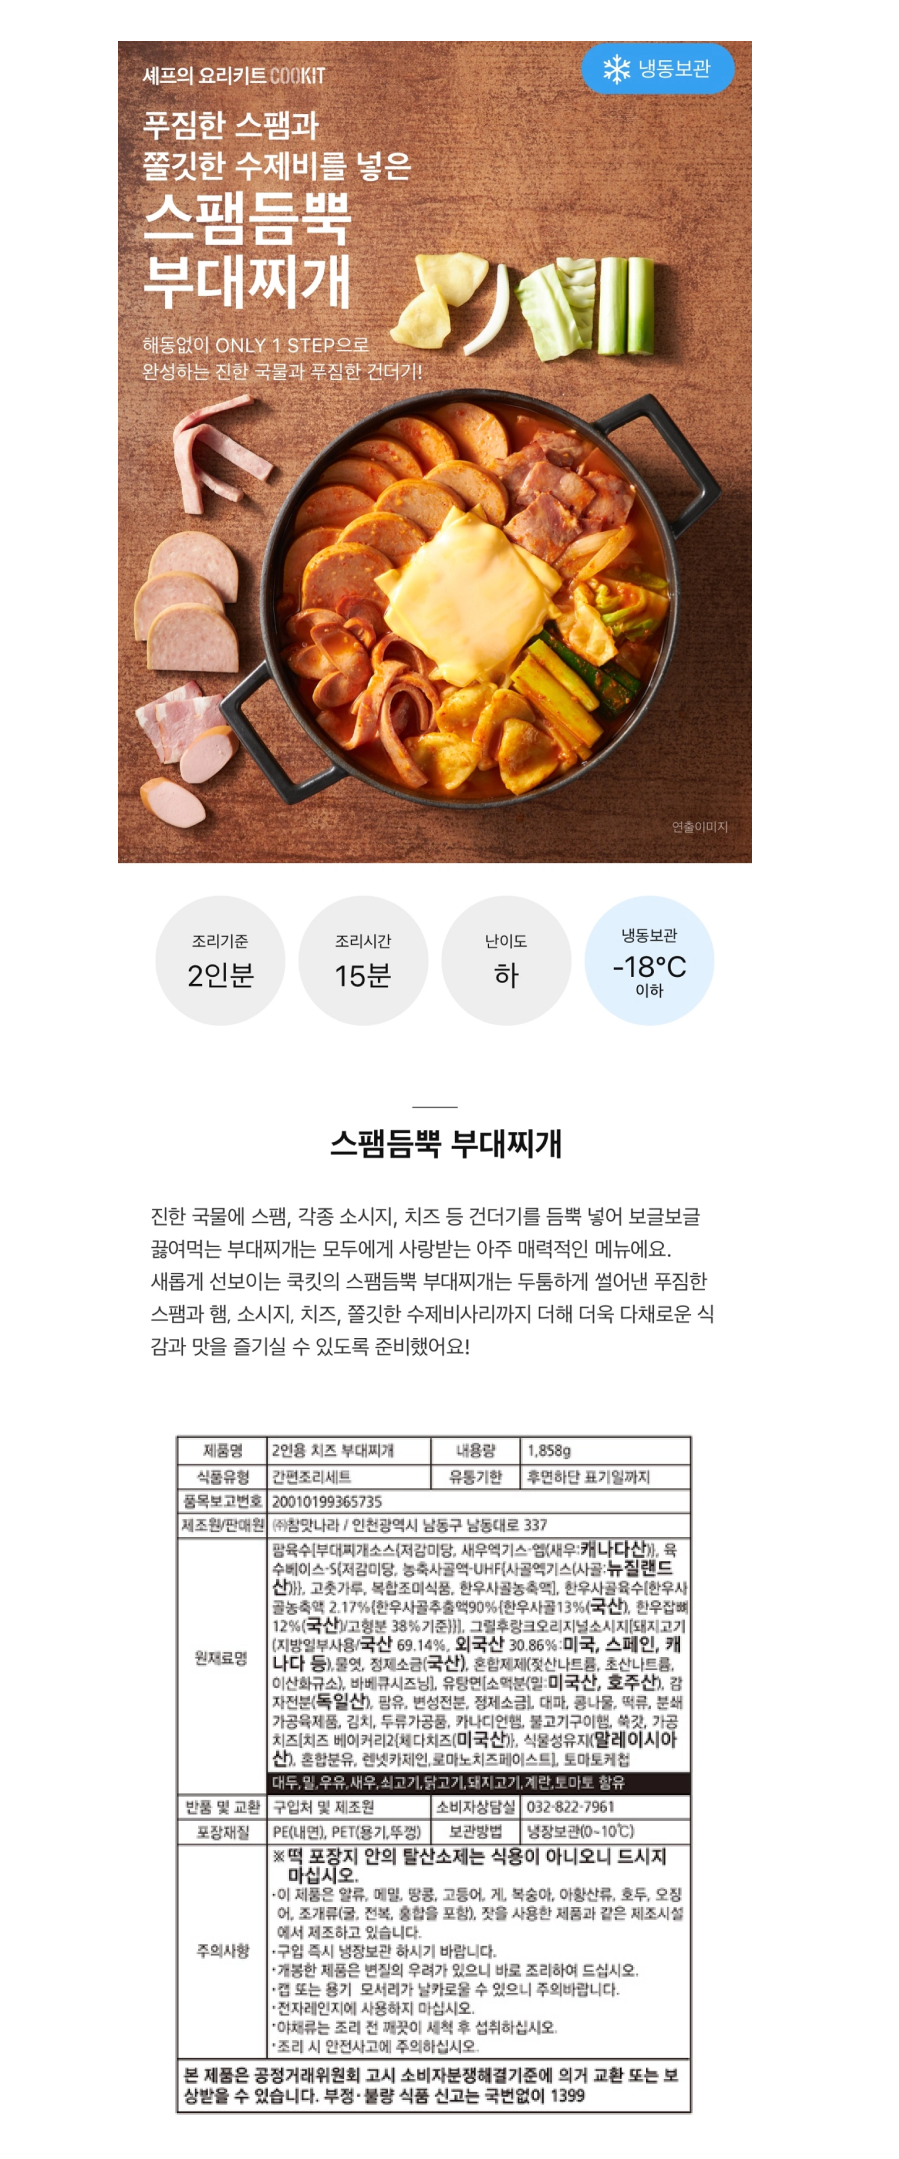 셰프의 요리키트 COOKIT
냉동보관
푸짐한 스팸과
쫄깃한 수제비를 넣은
스팸듬뿍
부대찌개
해동없이 ONLY 1 STEP으로
완성하는 진한 국물과 푸짐한 건더기!
연출이미지
조리기준
2인분
조리시간
15분
난이도
하
냉동보관
-18°C
이하
스팸듬뿍 부대찌개
진한 국물에 스팸, 각종 소시지, 치즈 등 건더기를 듬뿍 넣어 보글보글
끓여먹는 부대찌개는 모두에게 사랑받는 아주 매력적인 메뉴에요.
새롭게 선보이는 쿡킷의 스팸듬뿍 부대찌개는 두툼하게 썰어낸 푸짐한
스팸과 햄, 소시지, 치즈, 쫄깃한 수제비사리까지 더해 더욱 다채로운 식
감과 맛을 즐기실 수 있도록 준비했어요!
제품명 2인용 치즈 부대찌개 내용량 1,858g
식품유형 간편조리세트 유통기한 후면하단 표기일까지
품목보고번호 20010199365735
제조원/판매원 ㈜참맛나라 / 인천광역시 남동구 남동대로 337
원재료명
팜육수[부대찌개소스{저감미당, 새우엑기스-엡(새우:캐나다산)}, 육
수베이스-S{저감미당, 농축사골액-UHF{사골엑기스(사골:뉴질랜드
산)}}, 고춧가루, 복합조미식품, 한우사골농축액], 한우사골육수[한우사
골농축액 2.17%{한우사골추출액90%{한우사골13%(국산), 한우잡뼈
12%(국산)/고형분 38%기준}}], 그릴후랑크오리지널소시지[돼지고기
(지방일부사용/국산 69.14%, 외국산 30.86%:미국, 스페인, 캐
나다 등),물엿, 정제소금(국산), 혼합제제(젖산나트륨, 초산나트륨,
이산화규소), 바베큐시즈닝], 유탕면[소맥분(밀:미국산, 호주산), 감
자전분(독일산), 팜유, 변성전분, 정제소금], 대파, 콩나물, 떡류, 분쇄
가공육제품, 김치, 두류가공품, 카나디언햄, 불고기구이햄, 쑥갓, 가공
치즈[치즈 베이커리2{체다치즈(미국산)}, 식물성유지(말레이시아
산), 혼합분유, 렌넷카제인,로마노치즈페이스트], 토마토케첩
대두,밀,우유,새우,쇠고기,닭고기,돼지고기,계란,토마토 함유
반품 및 교환 구입처 및 제조원 소비자상담실 032-822-7961
포장재질 PE(내면), PET(용기,뚜껑) 보관방법 냉장보관(0~10℃)
주의사항
※떡 포장지 안의 탈산소제는 식용이 아니오니 드시지
마십시오.
·이 제품은 알류, 메밀, 땅콩, 고등어, 게, 복숭아, 아황산류, 호두, 오징
어, 조개류(굴, 전복, 홍합을 포함), 잣을 사용한 제품과 같은 제조시설
에서 제조하고 있습니다.
·구입 즉시 냉장보관 하시기 바랍니다.
·개봉한 제품은 변질의 우려가 있으니 바로 조리하여 드십시오.
·캡 또는 용기 모서리가 날카로울 수 있으니 주의바랍니다.
·전자레인지에 사용하지 마십시오.
·야채류는 조리 전 깨끗이 세척 후 섭취하십시오.
·조리 시 안전사고에 주의하십시오.
본 제품은 공정거래위원회 고시 소비자분쟁해결기준에 의거 교환 또는 보
상받을 수 있습니다. 부정·불량 식품 신고는 국번없이 1399